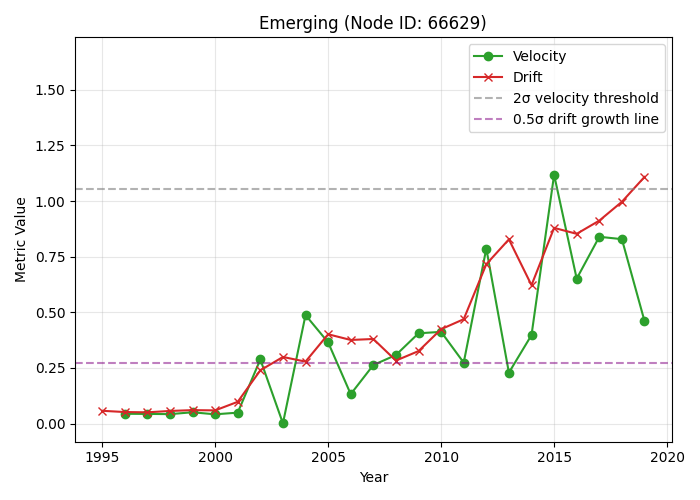 Emerging (Node ID: 66629)
Velocity
Drift
2σ velocity threshold
0.5σ drift growth line
1.50
1.25
1.00
0.75
0.50
0.25
0.00
Metric Value
1995
2000
2005
2010
2015
2020
Year